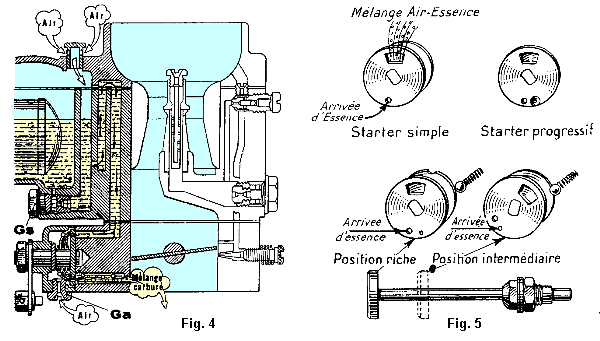 Air
Air
Gs
Mélange
carburé
Air
Ga
Fig. 4
Mélange Air-Essence
Arrivée
d'Essence
Starter simple
Starter progressif
Arrivée
d'essence
Arrivée
d'essence
Position riche
Position intermédiaire
Fig. 5